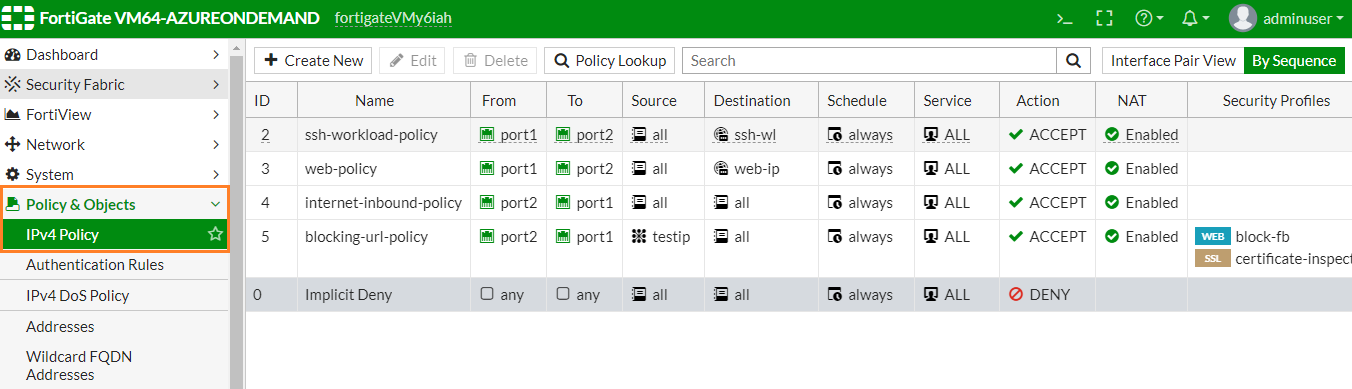 FortiGate VM64-AZUREONDEMAND fortigateVMy6iah adminuser
Dashboard
Security Fabric
FortiView
Network
System
Policy & Objects
IPv4 Policy
Authentication Rules
IPv4 DoS Policy
Addresses
Wildcard FQDN
Addresses
Create New Edit Delete Policy Lookup Search Interface Pair View By Sequence
ID Name From To Source Destination Schedule Service Action NAT Security Profiles
2 ssh-workload-policy port1 port2 all ssh-wl always ALL ACCEPT Enabled
3 web-policy port1 port2 all web-ip always ALL ACCEPT Enabled
4 internet-inbound-policy port2 port1 all all always ALL ACCEPT Enabled
5 blocking-url-policy port2 port1 testip all always ALL ACCEPT Enabled WEB block-fb
SSL certificate-inspect
0 Implicit Deny any any all all always ALL DENY